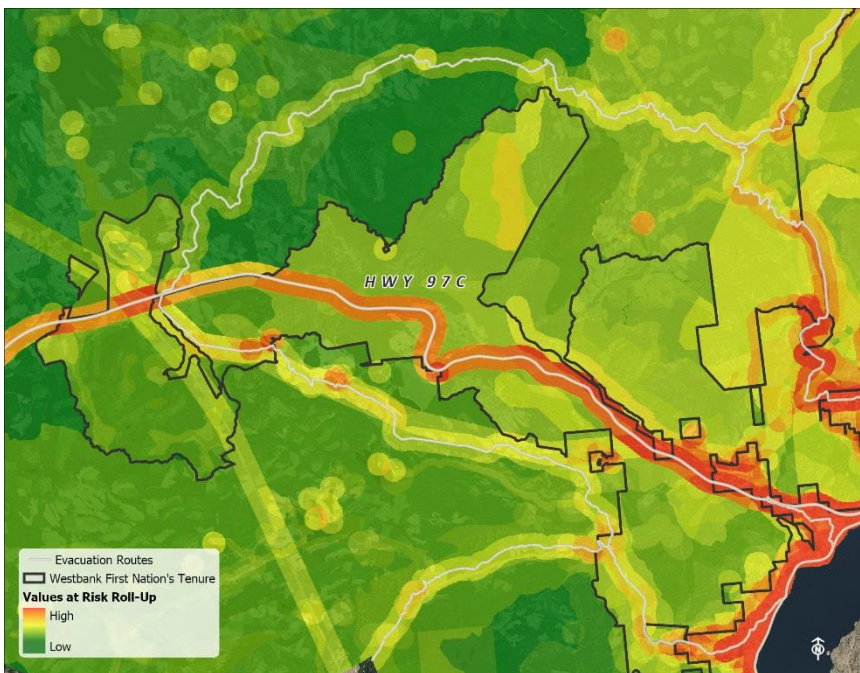 HWY 97C
Evacuation Routes
Westbank First Nation's Tenure
Values at Risk Roll-Up
High
Low
N